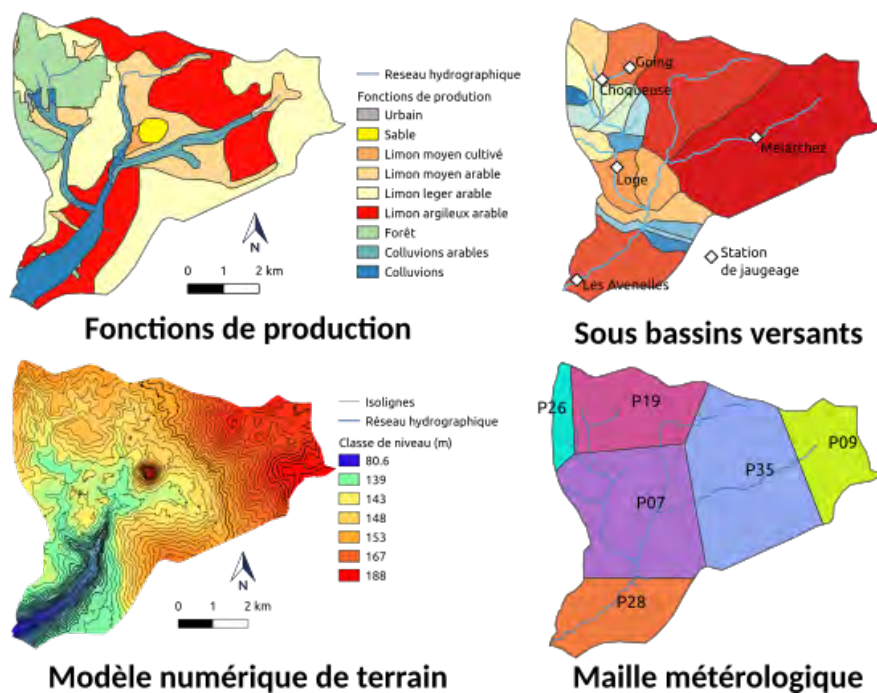 Reseau hydrographique
Fonctions de prodution
Urbain
Sable
Limon moyen cultivé
Limon moyen arable
Limon leger arable
Limon argileux arable
Forêt
Colluvions arables
Colluvions
N
0 1 2 km
Fonctions de production
Going
Choqueuse
Melarchez
Loge
Les Avenelles
Station
de jaugeage
Sous bassins versants
Isolignes
Réseau hydrographique
Classe de niveau (m)
80.6
139
143
148
153
167
188
N
0 1 2 km
Modèle numérique de terrain
P26
P19
P09
P35
P07
P28
Maille métérologique